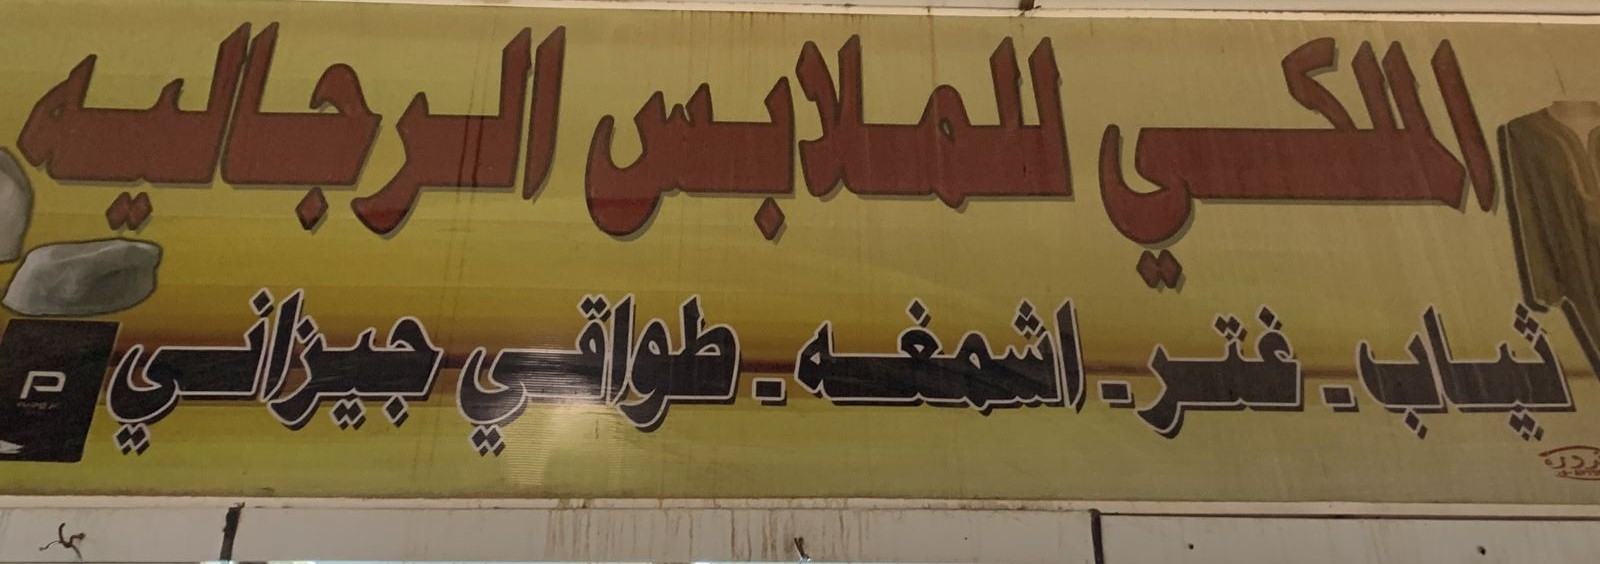 الملكي للملابس الرجاليه
ثياب - غتر - اشمغه - طواقي جيزاني